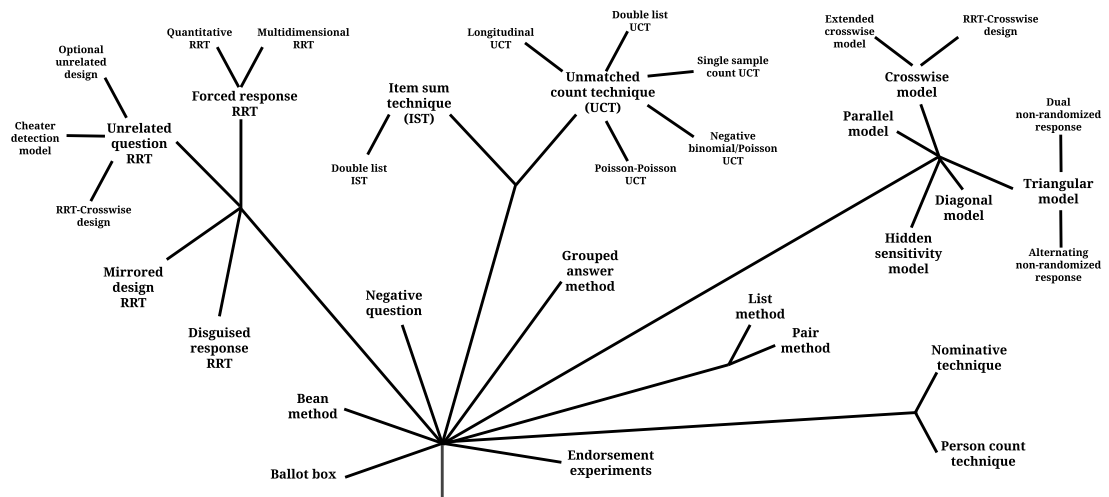 Optional
unrelated
design
Quantitative
RRT
Multidimensional
RRT
Cheater
detection
model
Unrelated
question
RRT
Forced response
RRT
RRT-Crosswise
design
Mirrored
design
RRT
Disguised
response
RRT
Item sum
technique
(IST)
Double list
IST
Longitudinal
UCT
Double list
UCT
Single sample
count UCT
Unmatched
count technique
(UCT)
Negative
binomial/Poisson
UCT
Poisson-Poisson
UCT
Extended
crosswise
model
RRT-Crosswise
design
Crosswise
model
Parallel
model
Dual
non-randomized
response
Triangular
model
Diagonal
model
Hidden
sensitivity
model
Alternating
non-randomized
response
Negative
question
Grouped
answer
method
List
method
Pair
method
Nominative
technique
Person count
technique
Bean
method
Ballot box
Endorsement
experiments